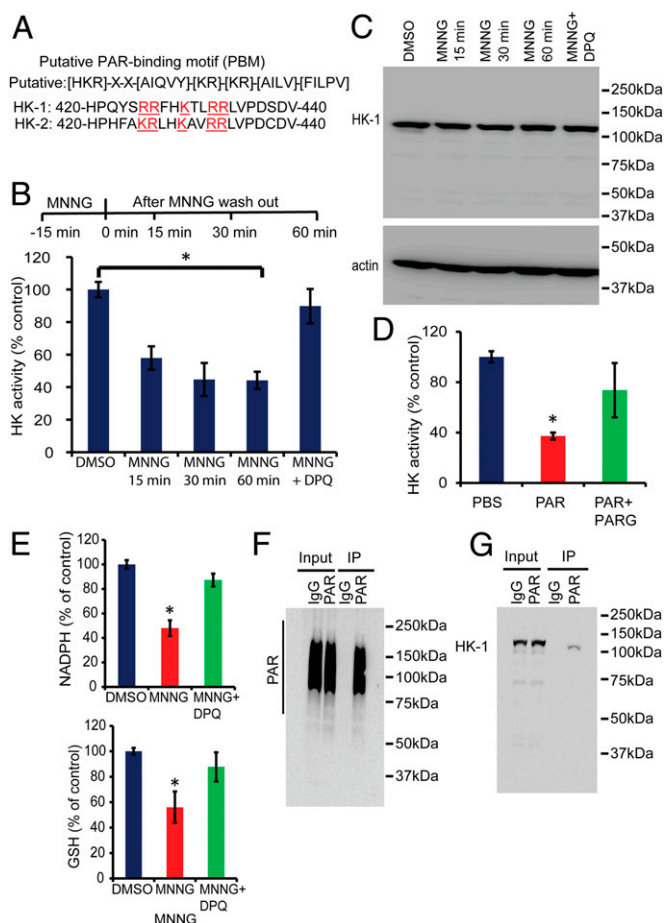 A
Putative PAR-binding motif (PBM)
Putative:[HKR]-X-X-[AIQVY]-[KR]-[KR]-[AILV]-[FILPV]
HK-1: 420-HPQYSRRFHKTLRRLVPDSDV-440
HK-2: 420-HPHFAKRLHKAVRRLVPDCDV-440
B
MNNG After MNNG wash out
-15 min 0 min 15 min 30 min 60 min
*
HK activity (% control)
120
100
80
60
40
20
0
DMSO MNNG MNNG MNNG MNNG
15 min 30 min 60 min + DPQ
C
DMSO
MNNG 15 min
MNNG 30 min
MNNG 60 min
MNNG+ DPQ
HK-1
250kDa
150kDa
100kDa
75kDa
50kDa
37kDa
actin
50kDa
37kDa
D
HK activity (% control)
120
80
40
0
*
PBS PAR PAR+
PARG
E
NADPH (% of control)
120
100
80
60
40
20
0
*
DMSO MNNG MNNG+
DPQ
GSH (% of control)
120
100
80
60
40
20
0
*
DMSO MNNG MNNG+
DPQ
MNNG
F
Input IP
IgG PAR IgG PAR
PAR
250kDa
150kDa
100kDa
75kDa
50kDa
37kDa
G
Input IP
IgG PAR IgG PAR
HK-1
250kDa
150kDa
100kDa
75kDa
50kDa
37kDa